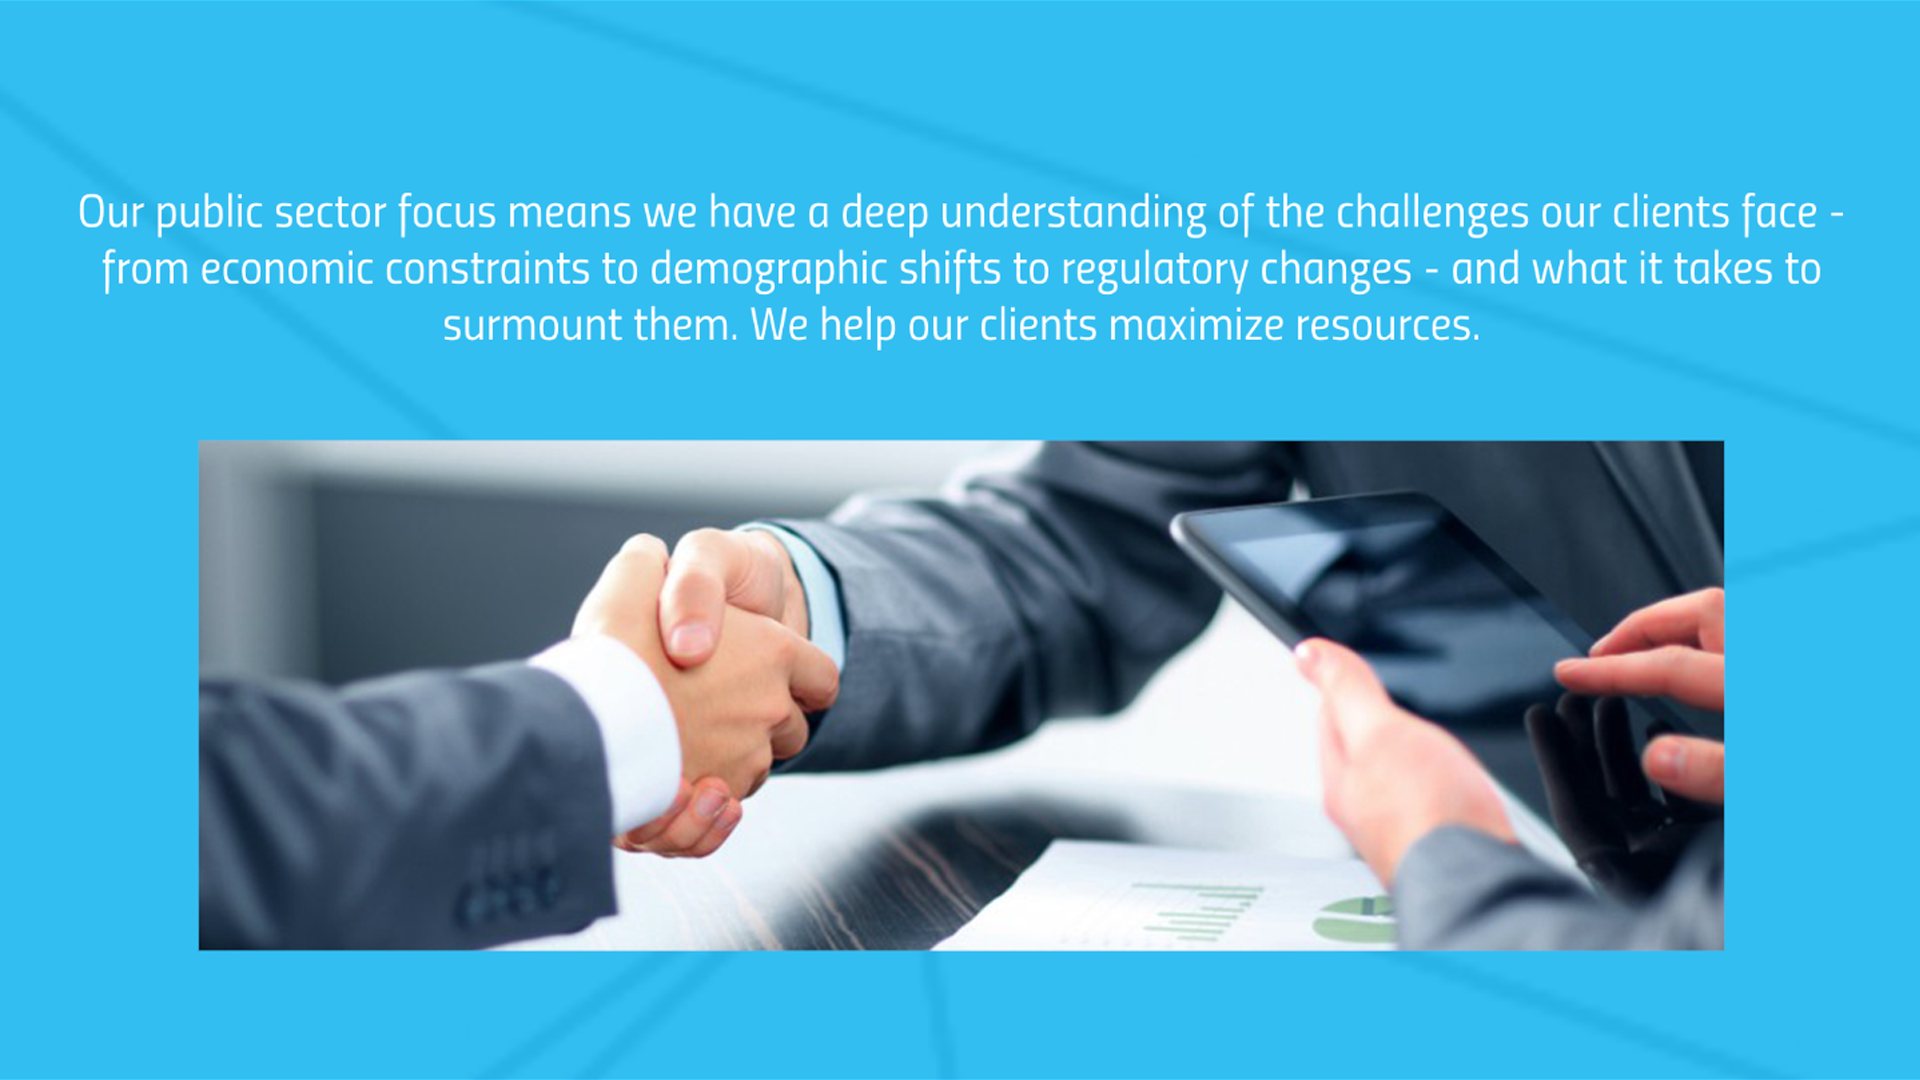 Our public sector focus means we have a deep understanding of the challenges our clients face -
from economic constraints to demographic shifts to regulatory changes - and what it takes to
surmount them. We help our clients maximize resources.